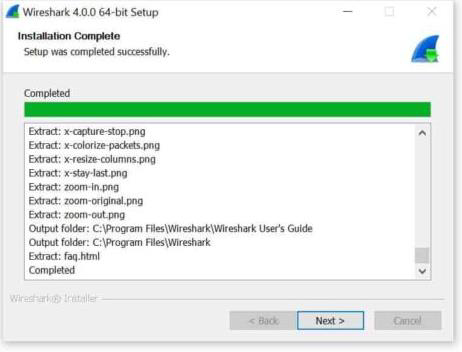 Wireshark 4.0.0 64-bit Setup
Installation Complete
Setup was completed successfully.
Completed
Extract: x-capture-stop.png
Extract: x-colorize-packets.png
Extract: x-resize-columns.png
Extract: x-stay-last.png
Extract: zoom-in.png
Extract: zoom-original.png
Extract: zoom-out.png
Output folder: C:\Program Files\Wireshark\Wireshark User's Guide
Output folder: C:\Program Files\Wireshark
Extract: faq.html
Completed
Wireshark® Installer
< Back Next > Cancel